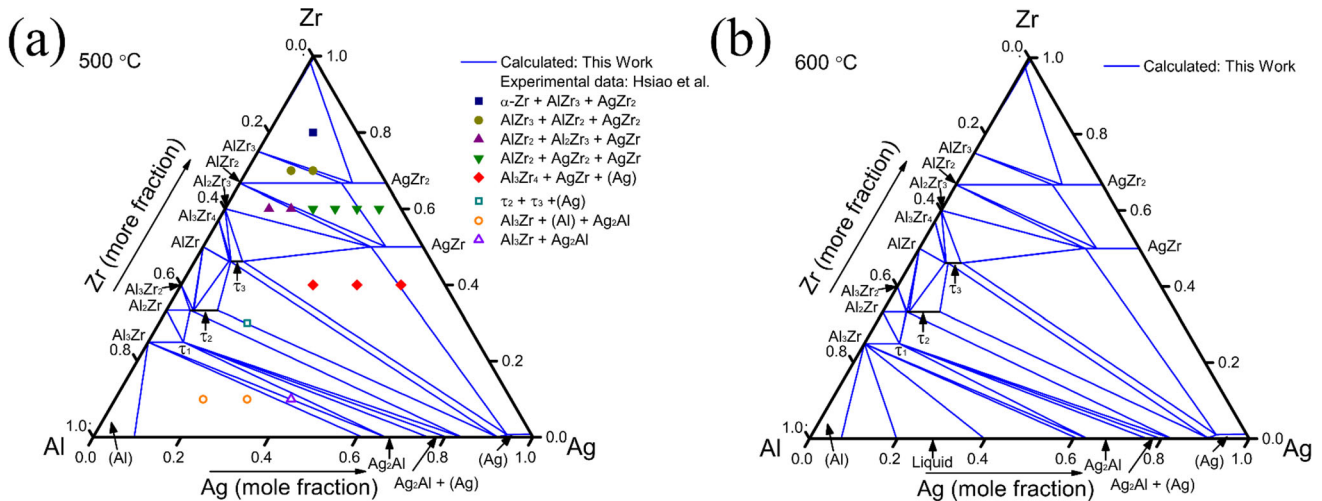 (a)
500 °C
Zr
0.0
1.0
Calculated: This Work
Experimental data: Hsiao et al.
α-Zr + AlZr₃ + AgZr₂
AlZr₃ + AlZr₂ + AgZr₂
AlZr₂ + Al₂Zr₃ + AgZr
AlZr₂ + AgZr₂ + AgZr
Al₃Zr₄ + AgZr + (Ag)
τ₂ + τ₃ +(Ag)
Al₃Zr + (Al) + Ag₂Al
Al₃Zr + Ag₂Al
0.2
0.8
AlZr₃
AlZr₂
Al₂Zr₃
AgZr₂
0.4
0.6
Al₃Zr₄
AlZr
AgZr
Zr (more fraction)
0.6
τ₃
0.4
Al₃Zr₂
Al₂Zr
τ₂
Al₃Zr
τ₁
0.8
0.2
1.0
0.0
Al
(Al)
(Ag)
Ag
0.0
0.2
0.4
0.6
0.8
1.0
Ag₂Al
Ag₂Al + (Ag)
Ag (mole fraction)
(b)
600 °C
Zr
0.0
1.0
Calculated: This Work
0.2
0.8
AlZr₃
AlZr₂
Al₂Zr₃
AgZr₂
0.4
0.6
Al₃Zr₄
AlZr
AgZr
Zr (more fraction)
0.6
τ₃
0.4
Al₃Zr₂
Al₂Zr
τ₂
Al₃Zr
τ₁
0.8
0.2
1.0
0.0
Al
(Al)
Liquid
(Ag)
Ag
0.0
0.2
0.4
0.6
0.8
1.0
Ag₂Al
Ag₂Al + (Ag)
Ag (mole fraction)